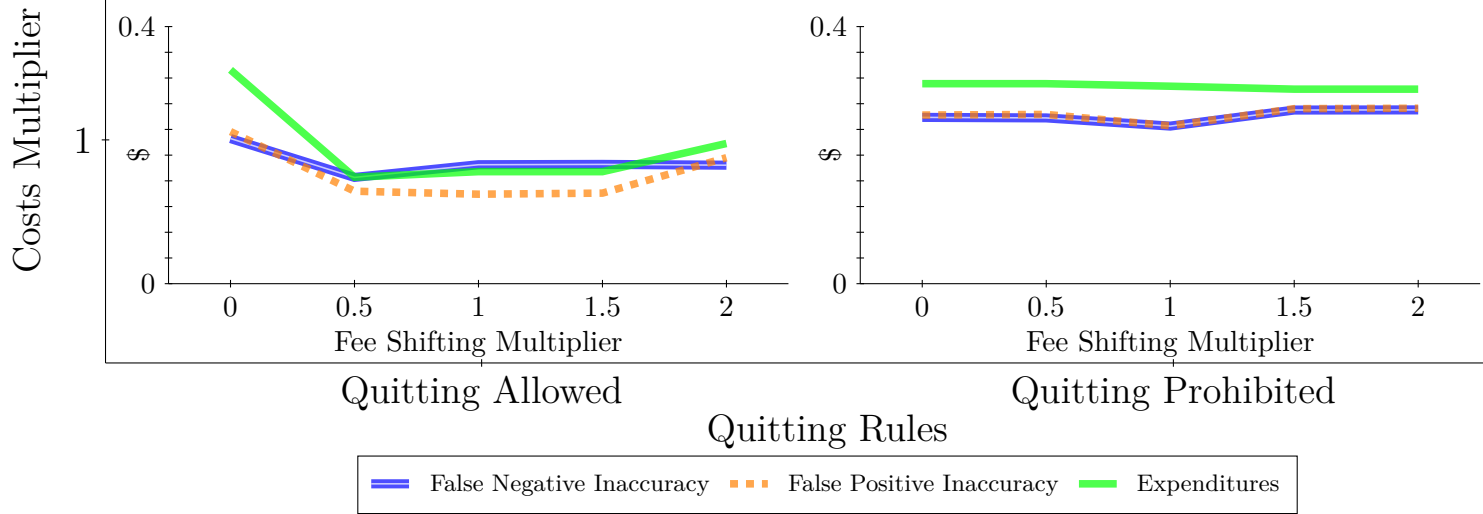 Costs Multiplier
1
0.4
$
0
0 0.5 1 1.5 2
Fee Shifting Multiplier
0.4
$
0
0 0.5 1 1.5 2
Fee Shifting Multiplier
Quitting Allowed Quitting Prohibited
Quitting Rules
False Negative Inaccuracy False Positive Inaccuracy Expenditures